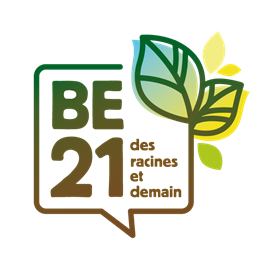 BE
21
des
racines
et
demain